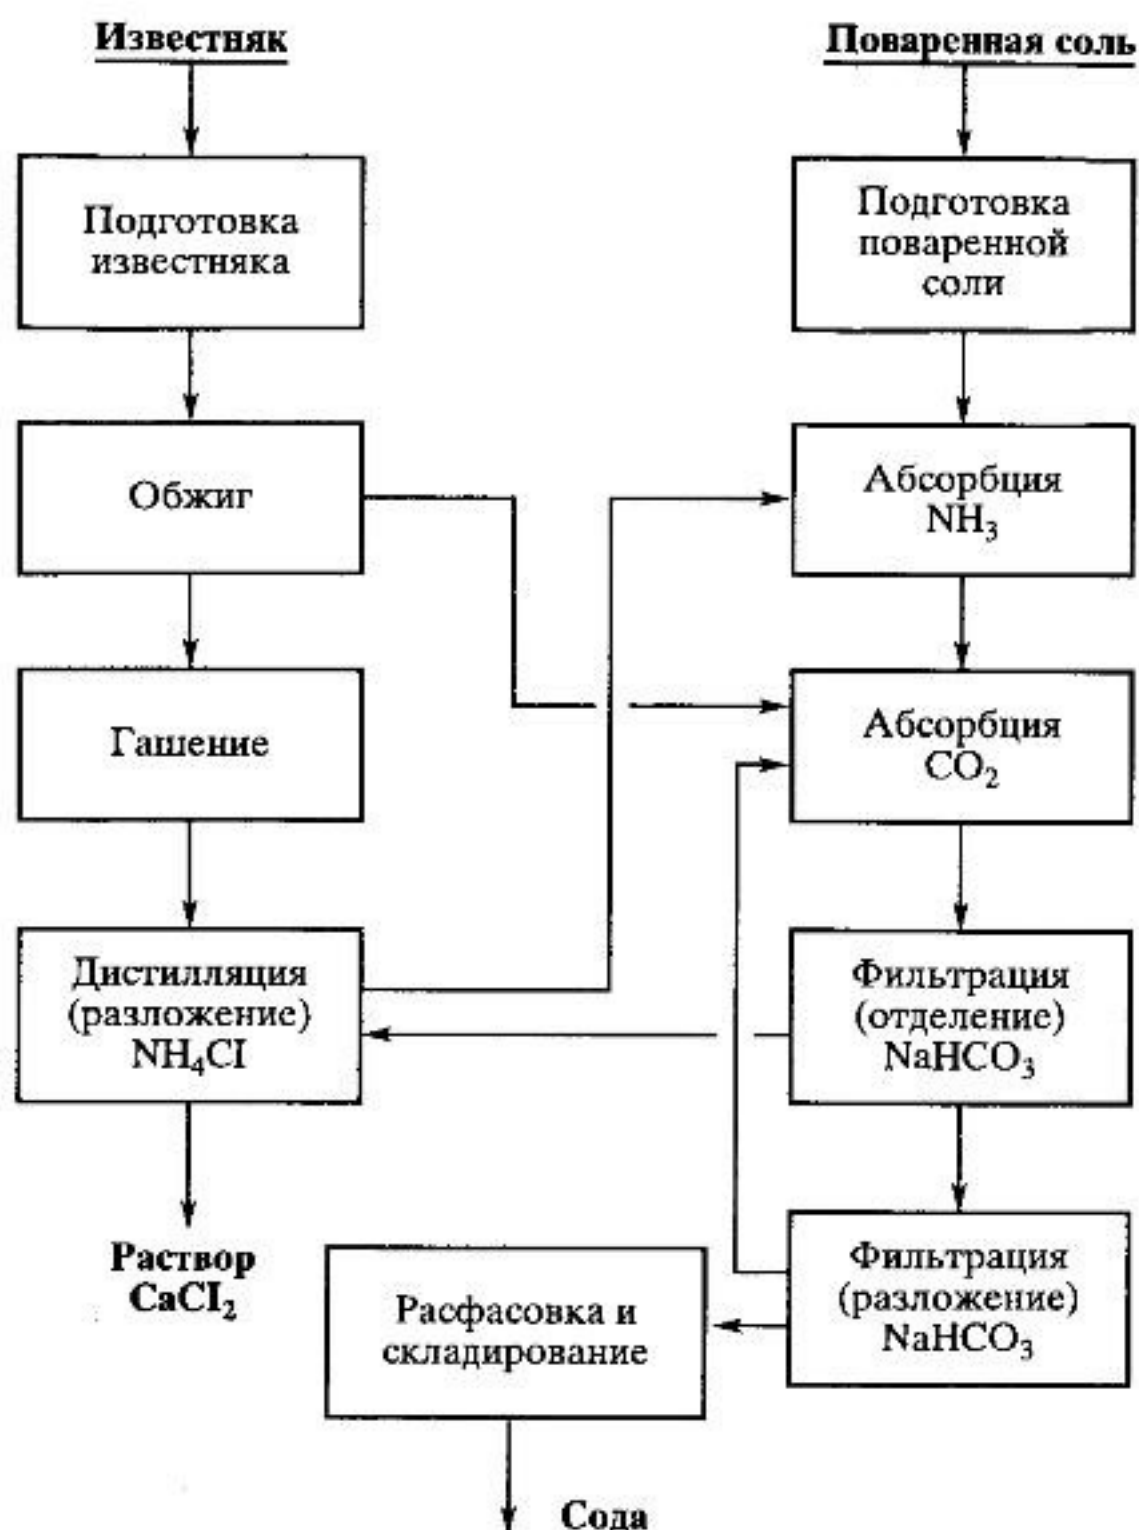 Известняк
Поваренная соль
Подготовка
известняка
Подготовка
поваренной
соли
Обжиг
Абсорбция
NH₃
Гашение
Абсорбция
CO₂
Дистилляция
(разложение)
NH₄Cl
Фильтрация
(отделение)
NaHCO₃
Раствор
CaCl₂
Расфасовка и
складирование
Фильтрация
(разложение)
NaHCO₃
Сода